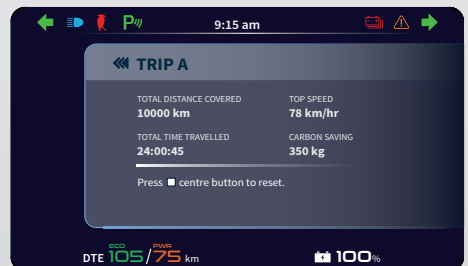 P
9:15 am
TRIP A
TOTAL DISTANCE COVERED
10000 km
TOP SPEED
78 km/hr
TOTAL TIME TRAVELLED
24:00:45
CARBON SAVING
350 kg
Press centre button to reset.
ECO PWR
DTE 105/75 km
100%